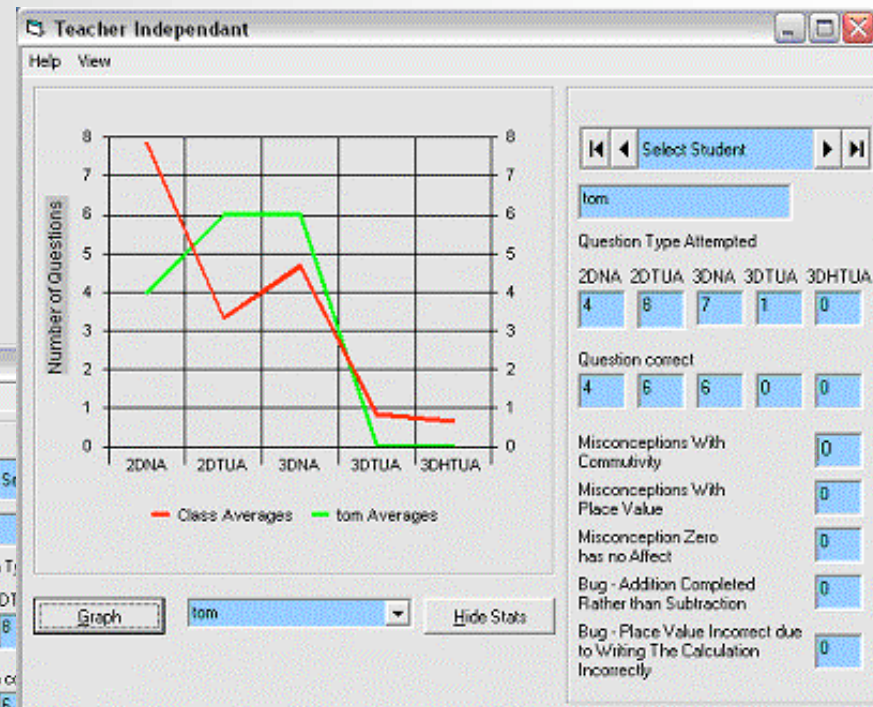 Teacher Independant
Help View
8 8
7 7
6 6
5 5
4 4
3 3
2 2
1 1
0 0
Number of Questions
2DNA 2DTUA 3DNA 3DTUA 3DHTUA
Class Averages tom Averages
Graph tom Hide Stats
Select Student
tom
Question Type Attempted
2DNA 2DTUA 3DNA 3DTUA 3DHTUA
4 8 7 1 0
Question correct
4 6 6 0 0
Misconceptions With
Commutivity 0
Misconceptions With
Place Value 0
Misconception Zero
has no Affect 0
Bug - Addition Completed
Rather than Subtraction 0
Bug - Place Value Incorrect due
to Writing The Calculation
Incorrectly 0
8
6